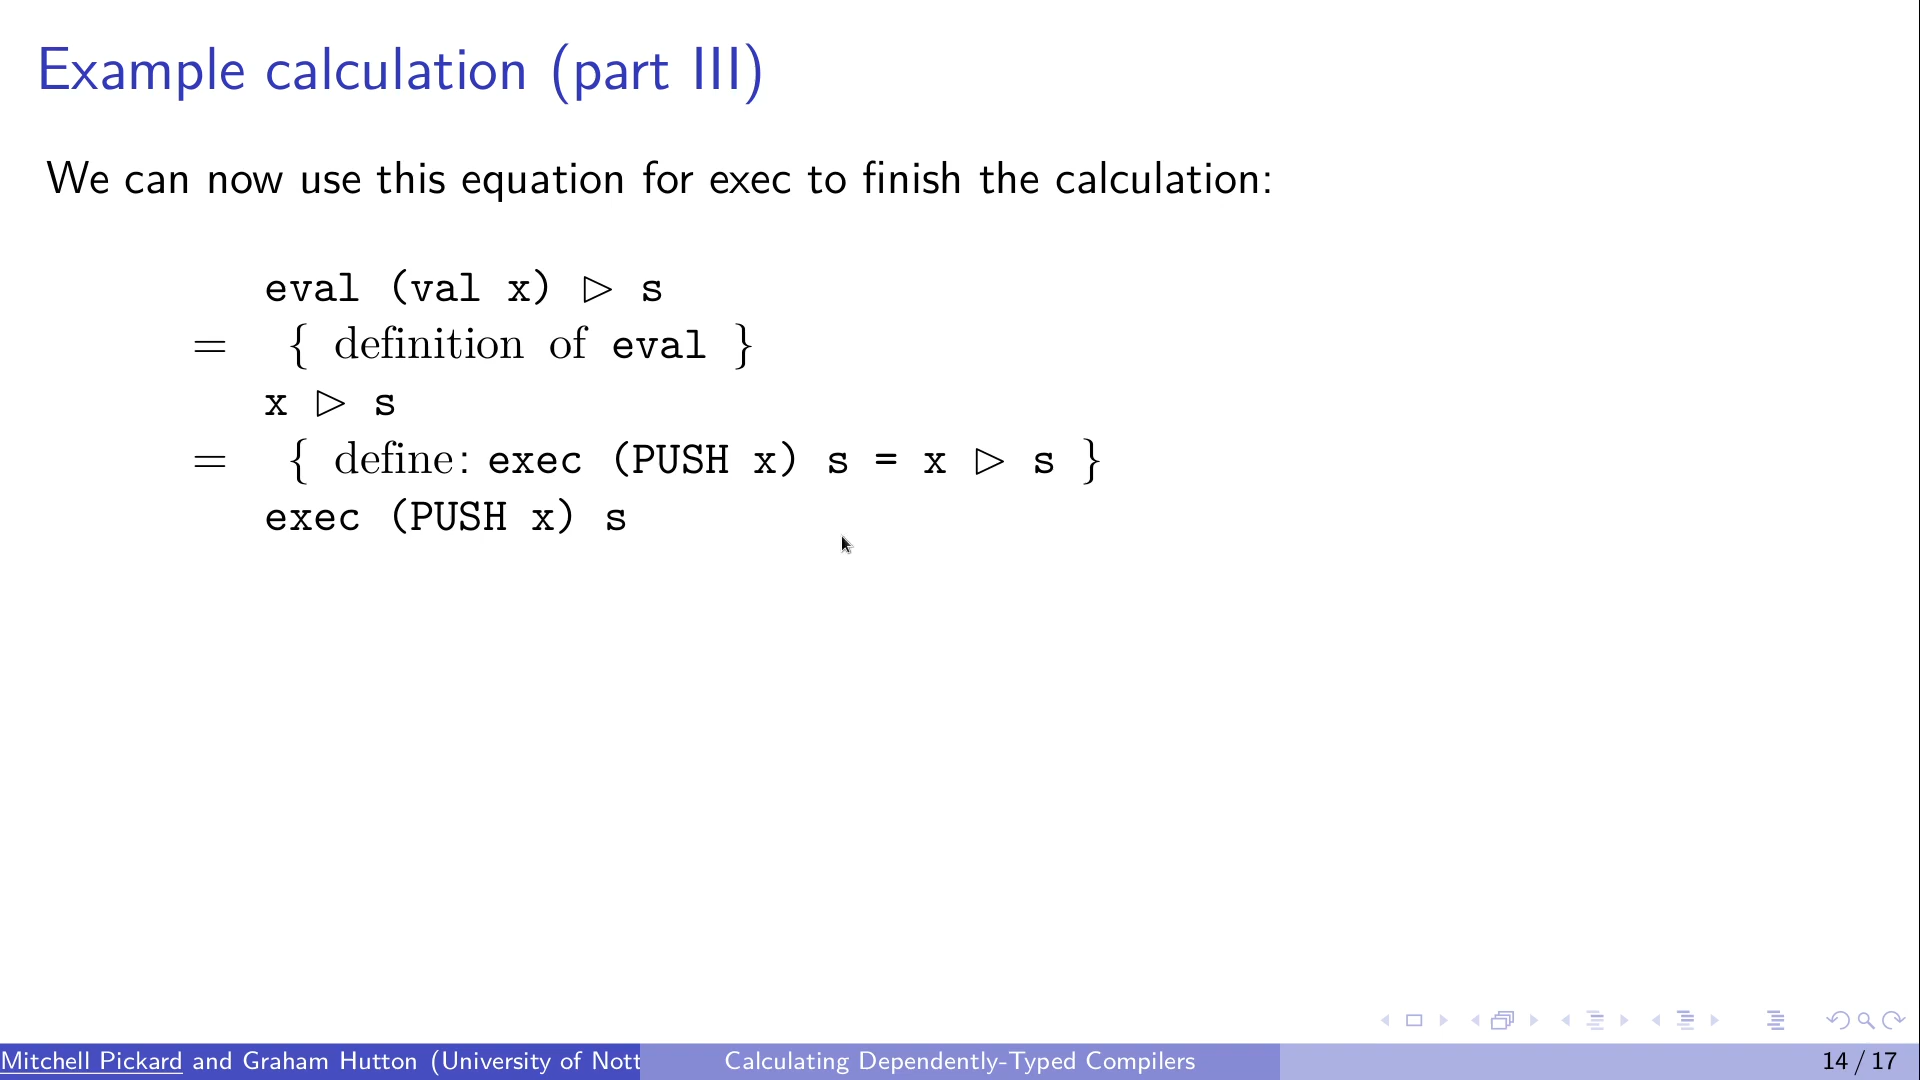 Example calculation (part III)
We can now use this equation for exec to finish the calculation:
eval (val x) ▷ s
= { definition of eval }
x ▷ s
= { define: exec (PUSH x) s = x ▷ s }
exec (PUSH x) s
Mitchell Pickard and Graham Hutton (University of Nott
Calculating Dependently-Typed Compilers
14 / 17